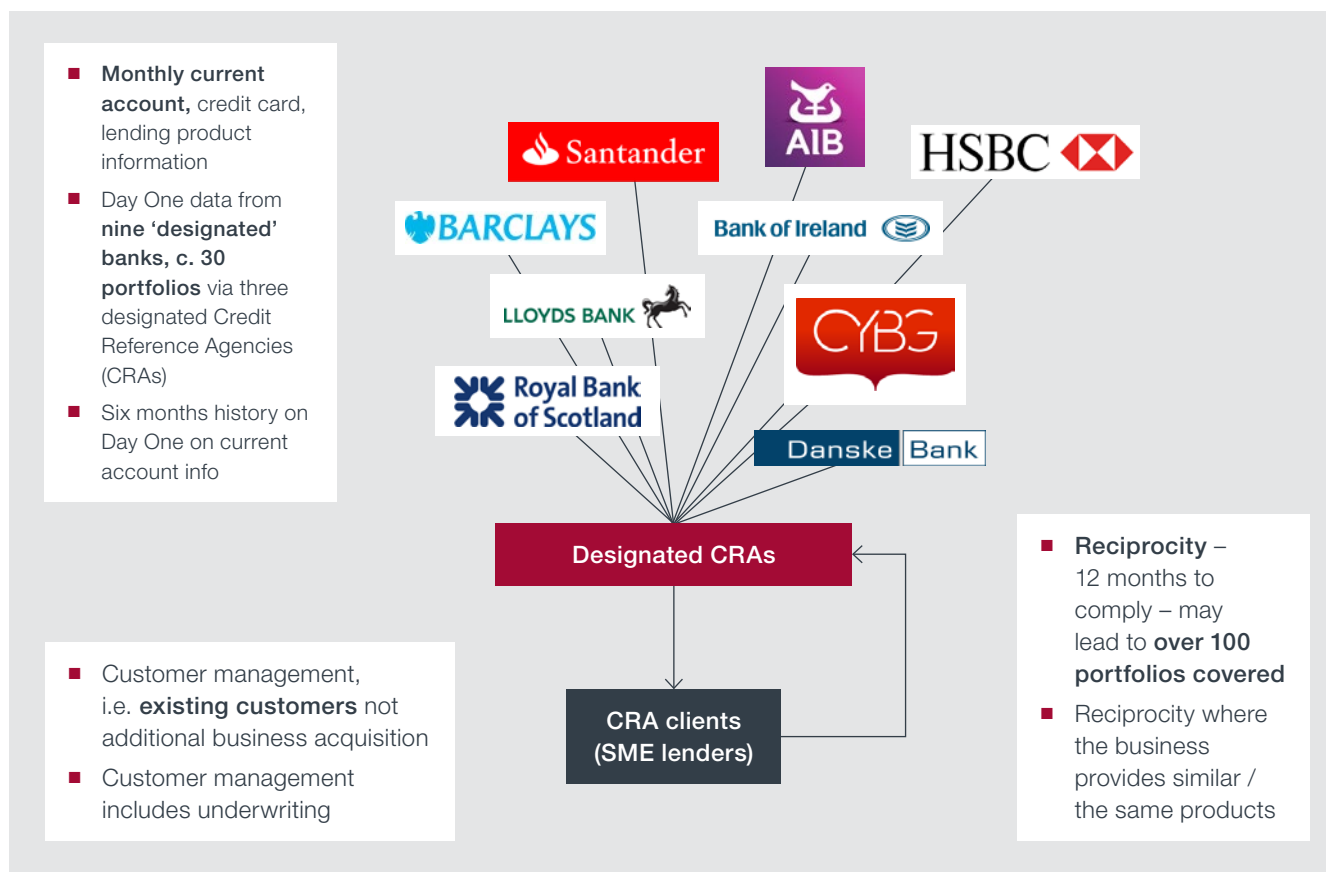 Monthly current
account, credit card,
lending product
information
Day One data from
nine ‘designated’
banks, c. 30
portfolios via three
designated Credit
Reference Agencies
(CRAs)
Six months history on
Day One on current
account info
Santander
AIB
HSBC
BARCLAYS
Bank of Ireland
LLOYDS BANK
CYBG
Royal Bank
of Scotland
Danske Bank
Designated CRAs
CRA clients
(SME lenders)
Customer management,
i.e. existing customers not
additional business acquisition
Customer management
includes underwriting
Reciprocity –
12 months to
comply – may
lead to over 100
portfolios covered
Reciprocity where
the business
provides similar /
the same products